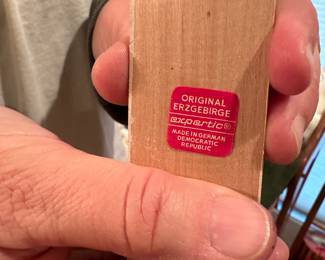 ORIGINAL
ERZGEBIRGE
expertic®
MADE IN GERMAN
DEMOCRATIC
REPUBLIC